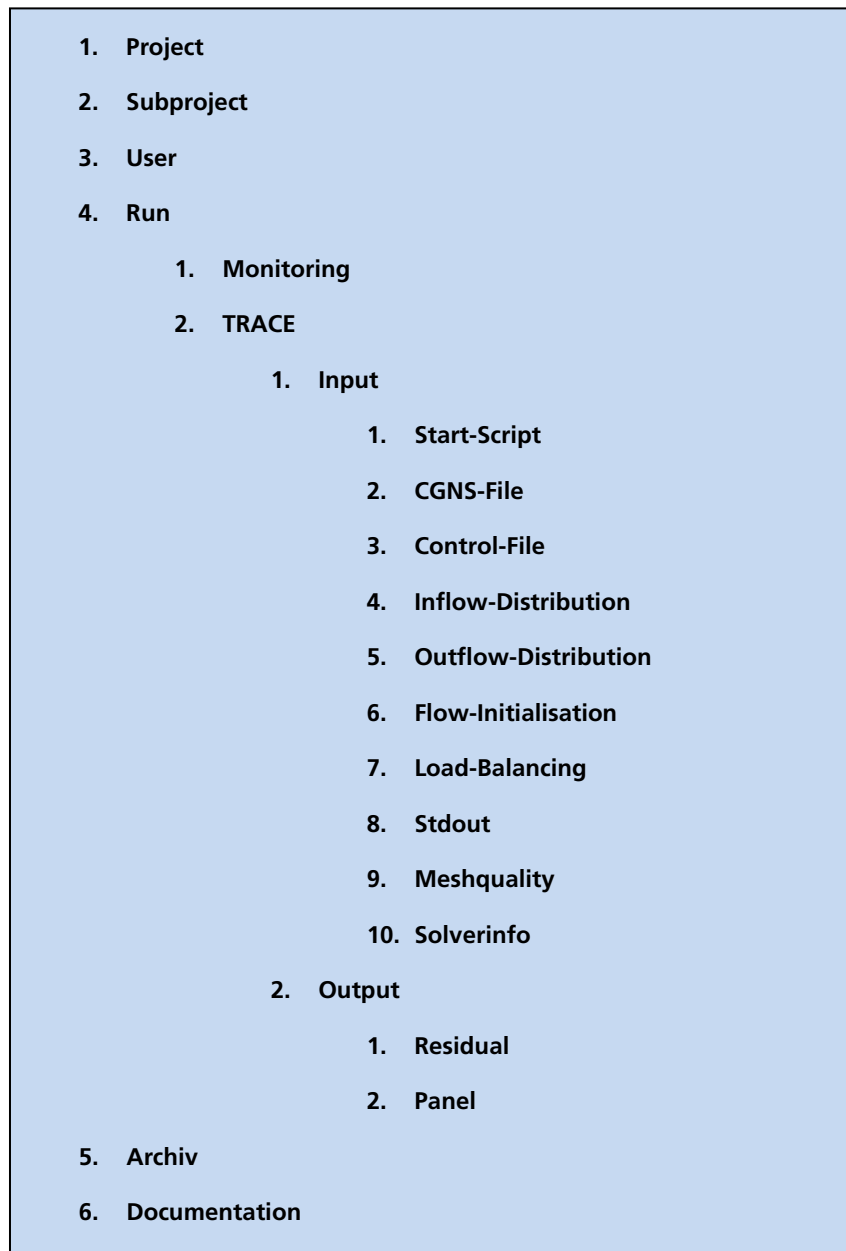 1. Project
2. Subproject
3. User
4. Run
1. Monitoring
2. TRACE
1. Input
1. Start-Script
2. CGNS-File
3. Control-File
4. Inflow-Distribution
5. Outflow-Distribution
6. Flow-Initialisation
7. Load-Balancing
8. Stdout
9. Meshquality
10. Solverinfo
2. Output
1. Residual
2. Panel
5. Archiv
6. Documentation